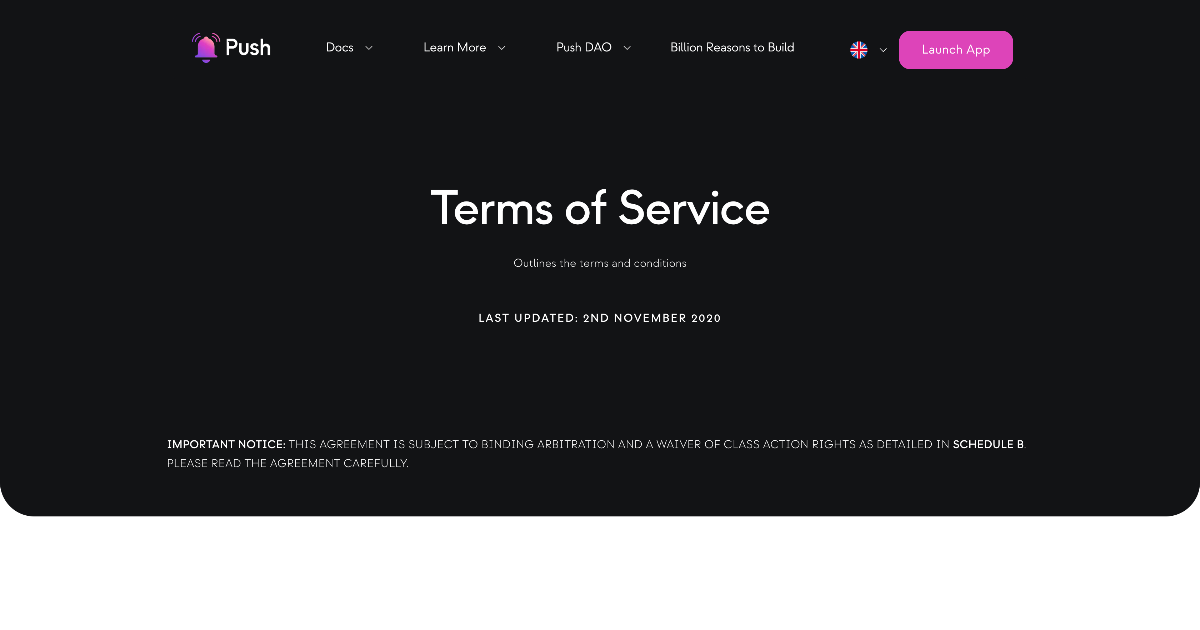 Push
Docs
Learn More
Push DAO
Billion Reasons to Build
Launch App
Terms of Service
Outlines the terms and conditions
LAST UPDATED: 2ND NOVEMBER 2020
IMPORTANT NOTICE: THIS AGREEMENT IS SUBJECT TO BINDING ARBITRATION AND A WAIVER OF CLASS ACTION RIGHTS AS DETAILED IN SCHEDULE B.
PLEASE READ THE AGREEMENT CAREFULLY.